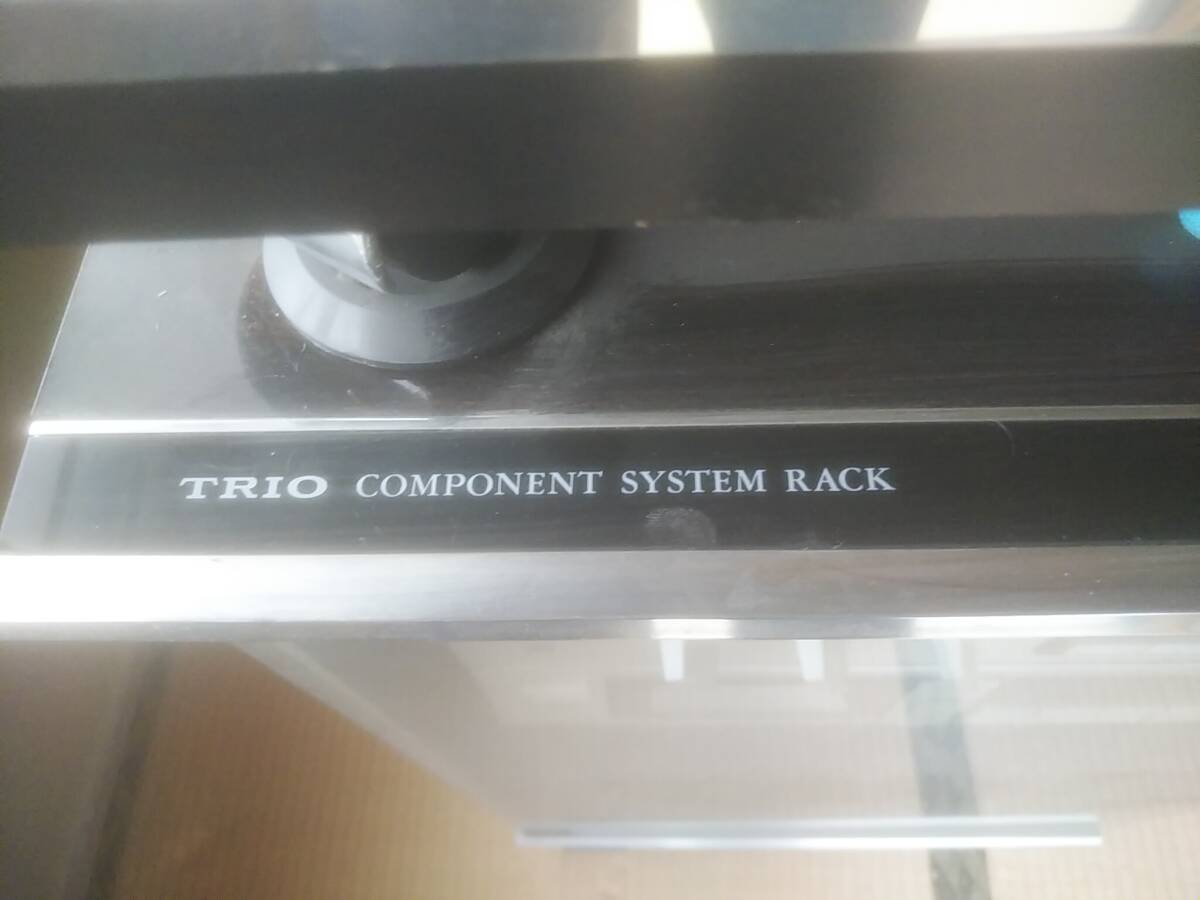 TRIO COMPONENT SYSTEM RACK